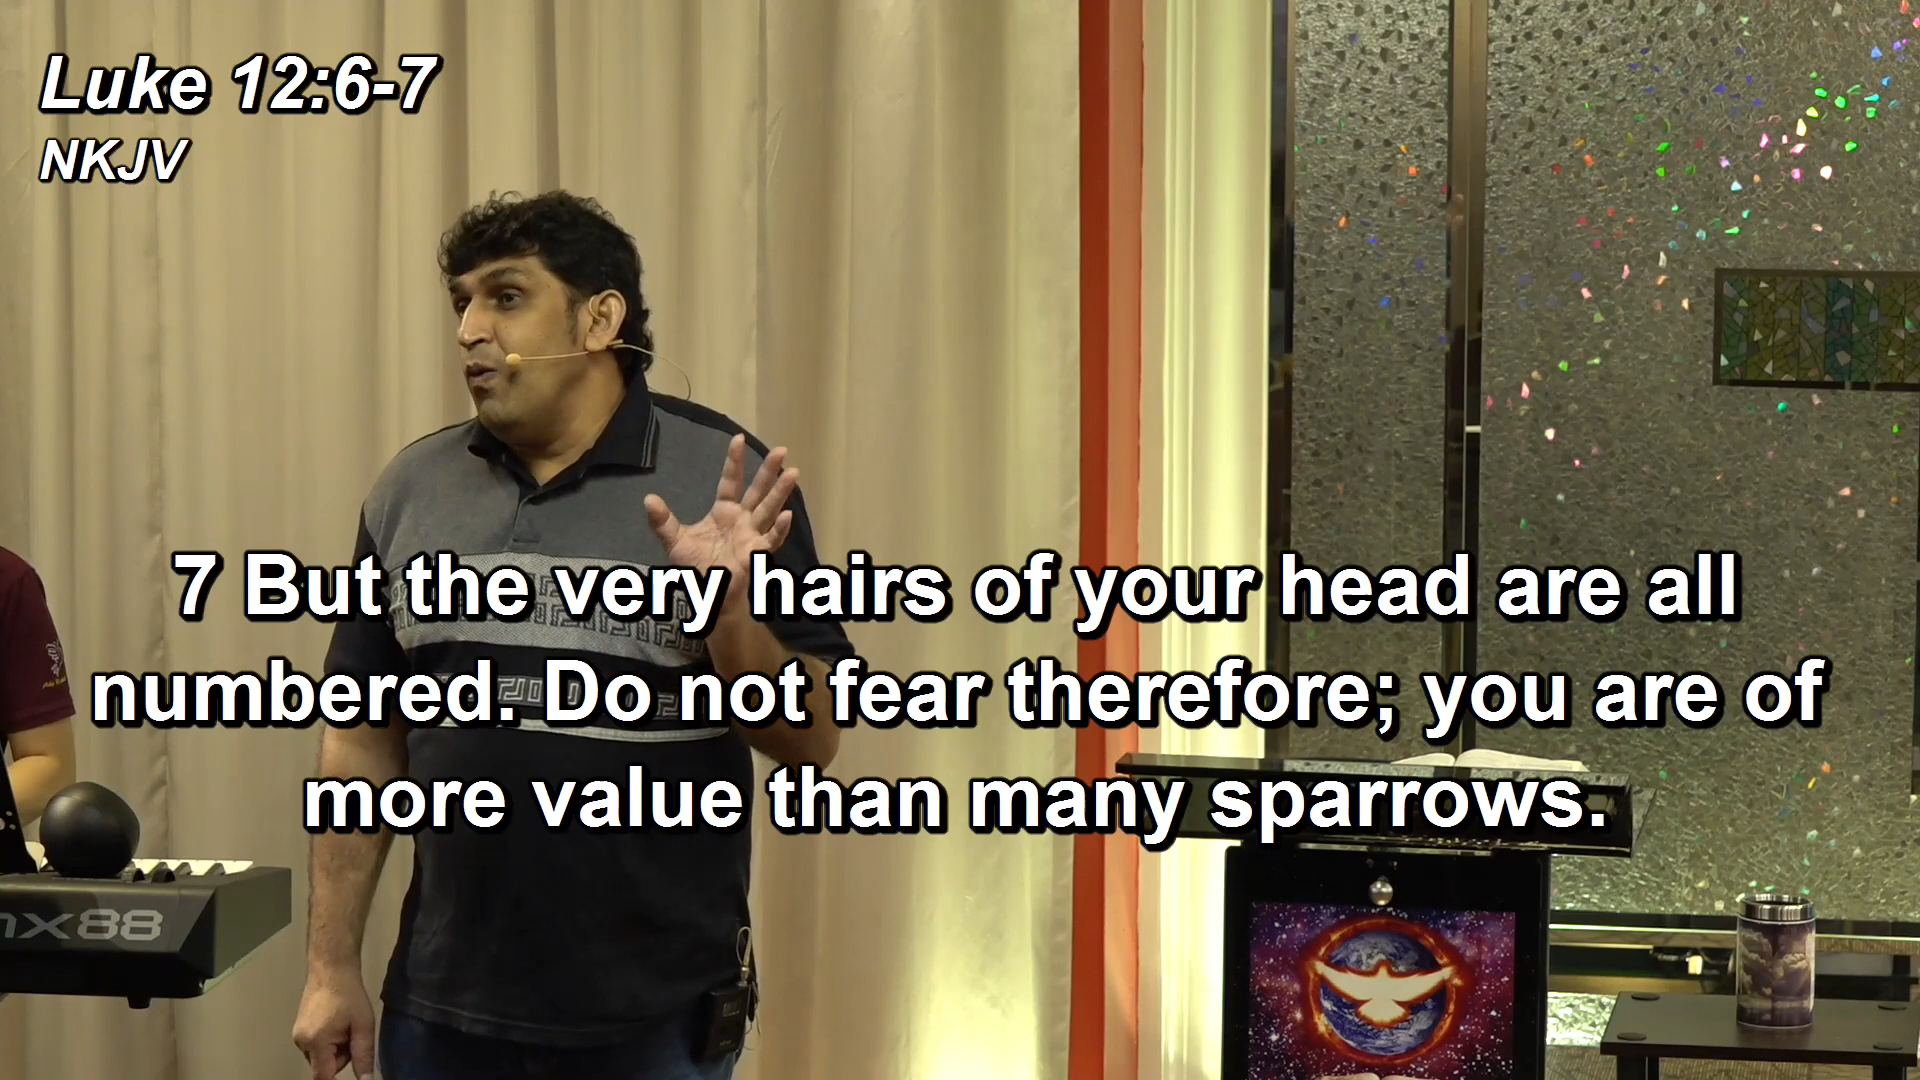 Luke 12:6-7
NKJV
7 But the very hairs of your head are all
numbered. Do not fear therefore; you are of
more value than many sparrows.
x88